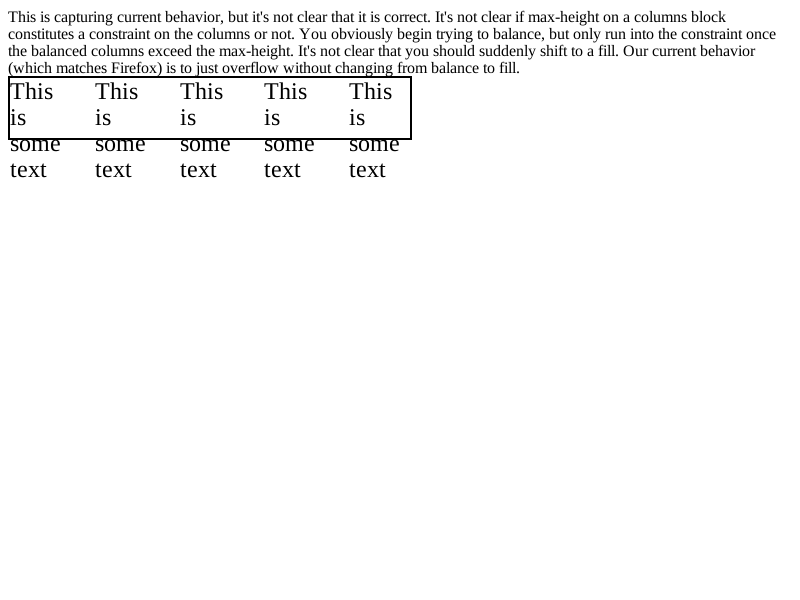 This is capturing current behavior, but it's not clear that it is correct. It's not clear if max-height on a columns block
constitutes a constraint on the columns or not. You obviously begin trying to balance, but only run into the constraint once
the balanced columns exceed the max-height. It's not clear that you should suddenly shift to a fill. Our current behavior
(which matches Firefox) is to just overflow without changing from balance to fill.
This This This This This
is is is is is
some some some some some
text text text text text